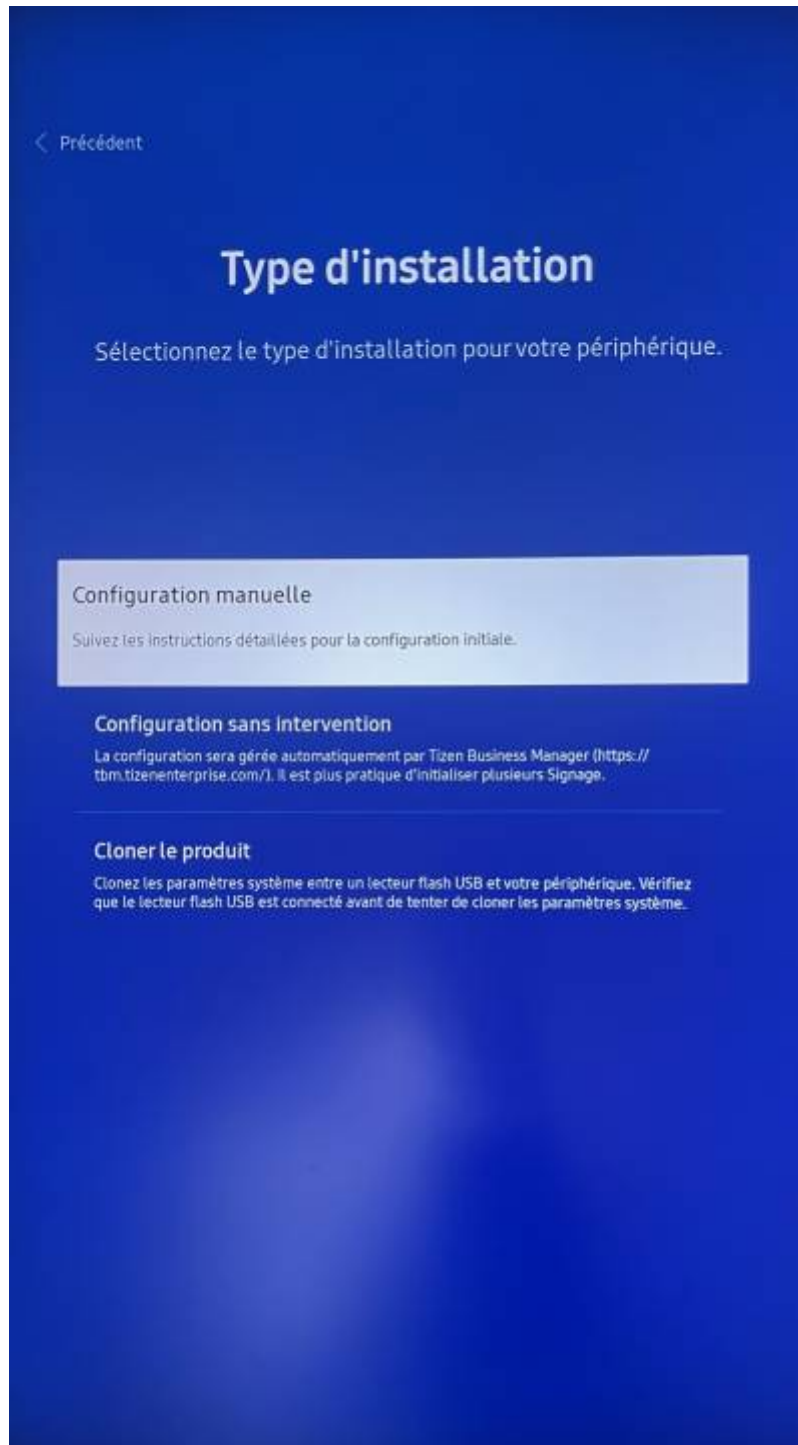 < Précédent
Type d'installation
Sélectionnez le type d'installation pour votre périphérique.
Configuration manuelle
Suivez les instructions détaillées pour la configuration initiale.
Configuration sans intervention
La configuration sera gérée automatiquement par Tizen Business Manager (https://
tbm.tizenenterprise.com/). Il est plus pratique d'initialiser plusieurs Signage.
Cloner le produit
Clonez les paramètres système entre un lecteur flash USB et votre périphérique. Vérifiez
que le lecteur flash USB est connecté avant de tenter de cloner les paramètres système.